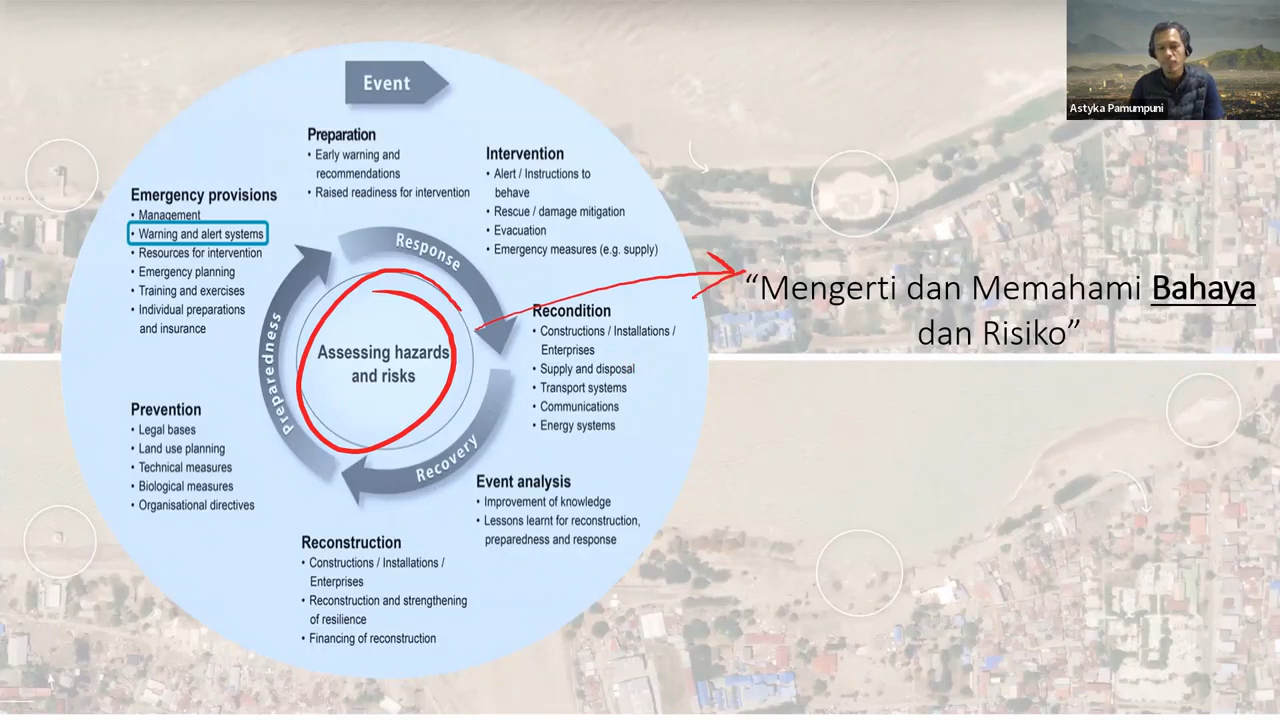 Event
Preparation
• Early warning and
recommendations
• Raised readiness for intervention
Intervention
• Alert / Instructions to
behave
• Rescue / damage mitigation
• Evacuation
• Emergency measures (e.g. supply)
Emergency provisions
• Management
• Warning and alert systems
• Resources for intervention
• Emergency planning
• Training and exercises
• Individual preparations
and insurance
Response
Recondition
• Constructions / Installations /
Enterprises
• Supply and disposal
• Transport systems
• Communications
• Energy systems
Assessing hazards
and risks
Preparedness
Recovery
Prevention
• Legal bases
• Land use planning
• Technical measures
• Biological measures
• Organisational directives
Event analysis
• Improvement of knowledge
• Lessons learnt for reconstruction,
preparedness and response
Reconstruction
• Constructions / Installations /
Enterprises
• Reconstruction and strengthening
of resilience
• Financing of reconstruction
“Mengerti dan Memahami Bahaya
dan Risiko”
Astyka Pamumpuni